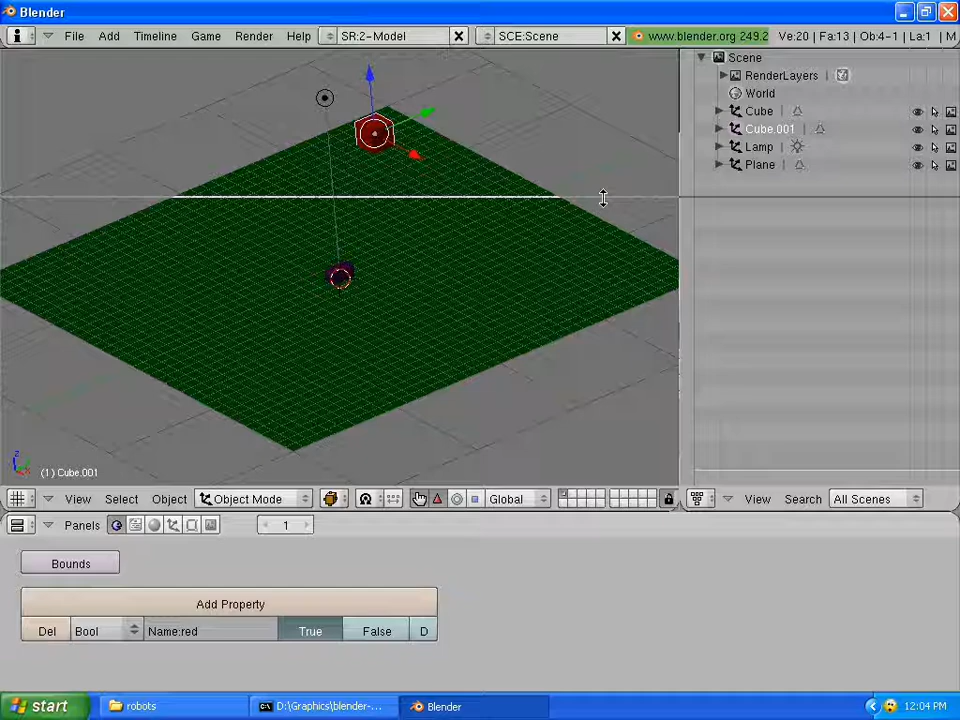 Blender
File Add Timeline Game Render Help SR:2-Model SCE:Scene www.blender.org 249.2 Ve:20 | Fa:13 | Ob:4-1 | La:1 | M
Scene
RenderLayers
World
Cube
Cube.001
Lamp
Plane
z
(1) Cube.001
View Select Object Object Mode Global View Search All Scenes
Panels 1
Bounds
Add Property
Del Bool Name:red True False D
start robots D:\Graphics\blender-... Blender 12:04 PM